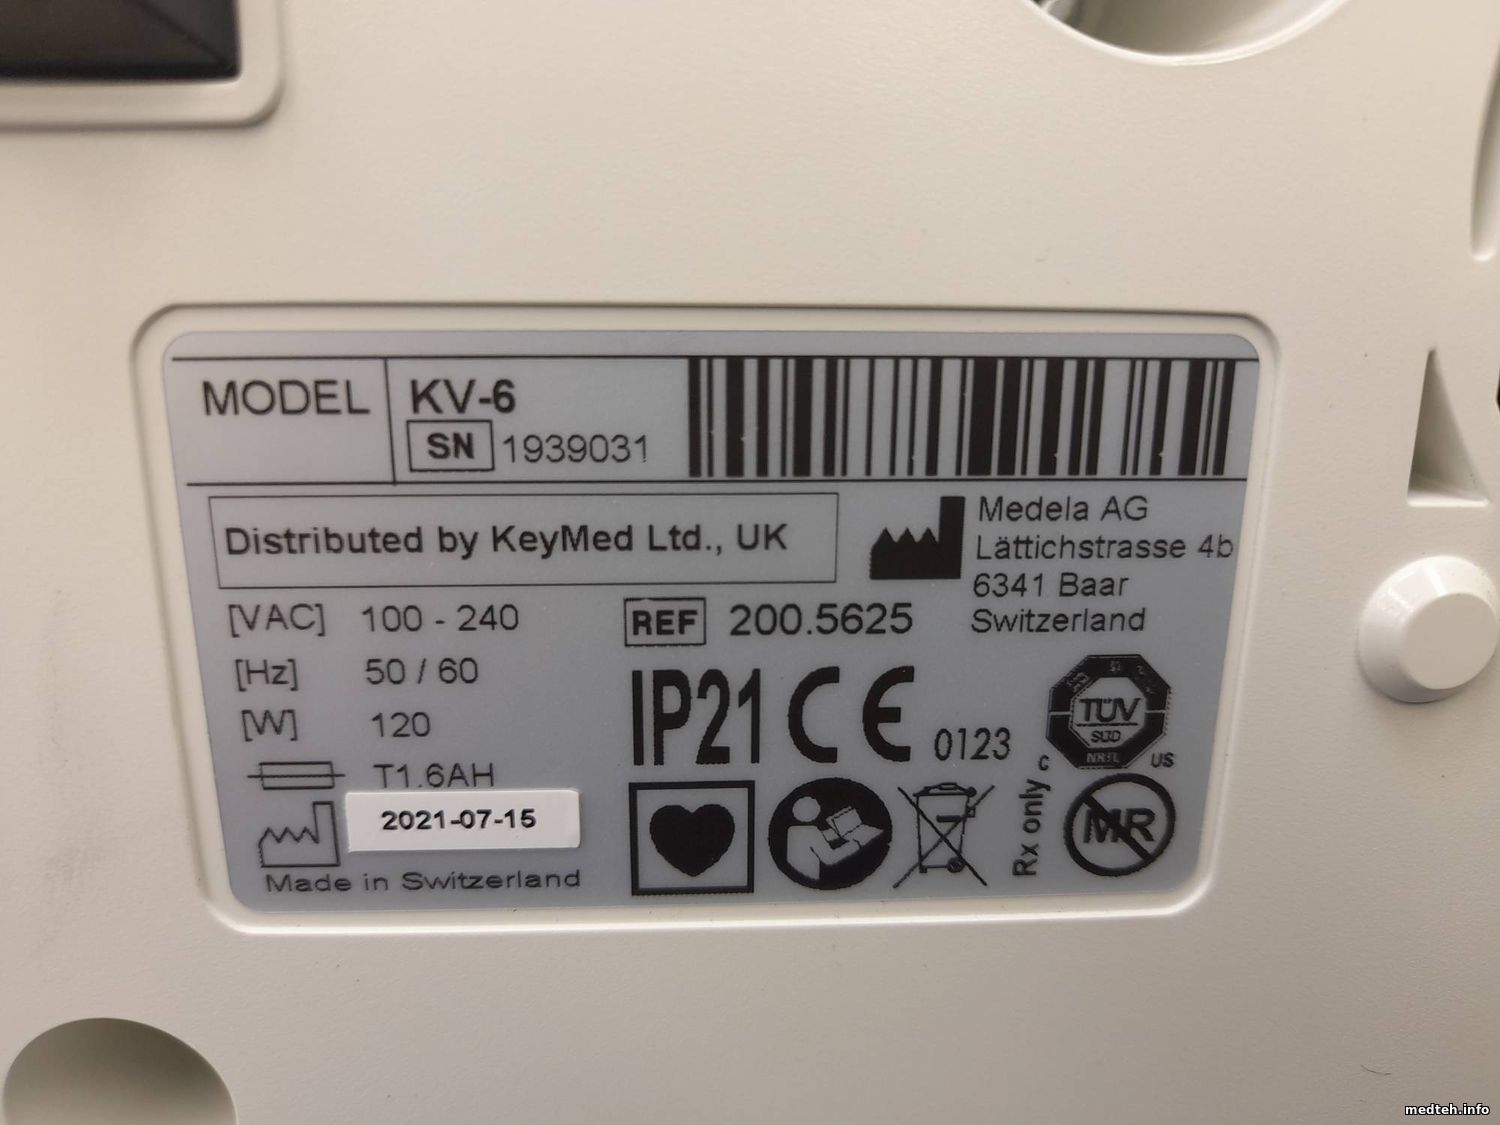 MODEL KV-6
SN 1939031
Distributed by KeyMed Ltd., UK
Medela AG
Lättichstrasse 4b
6341 Baar
Switzerland
[VAC] 100 - 240
REF 200.5625
[Hz] 50 / 60
[W] 120
IP21 CE 0123
TÜV
SÜD
NRTL
C US
T1.6AH
2021-07-15
Made in Switzerland
Rx only
MR
medteh.info